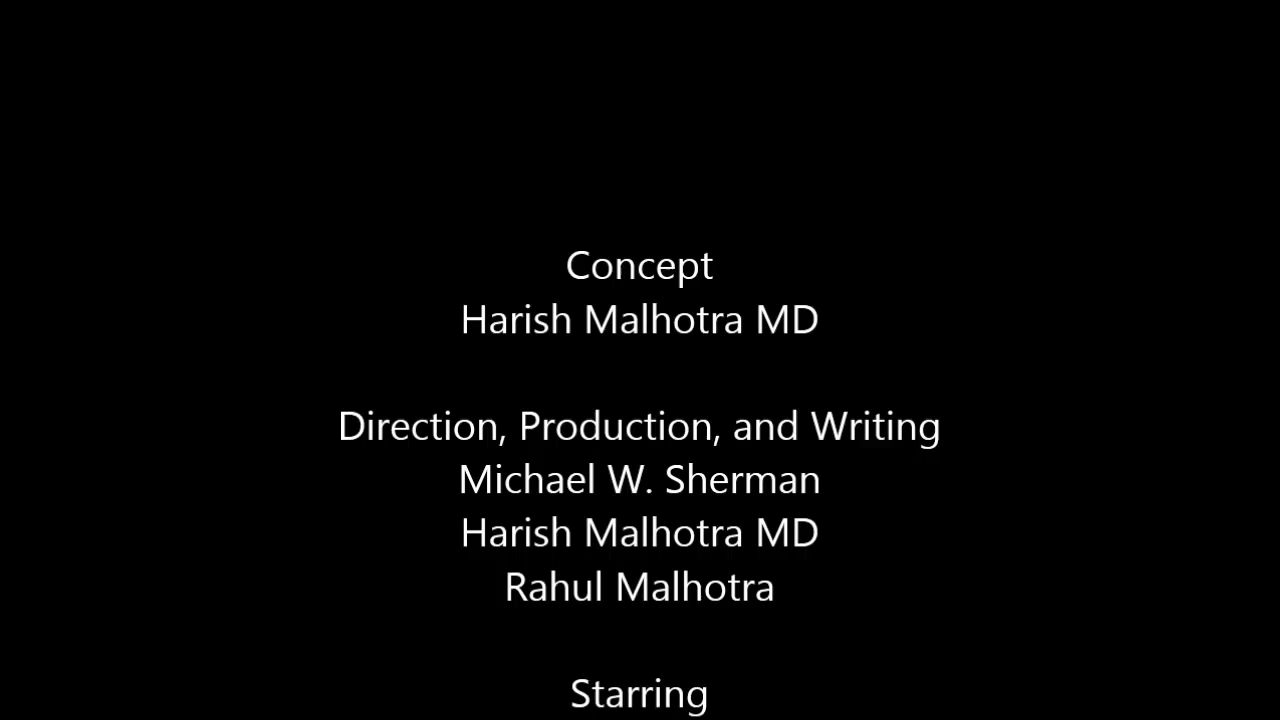 Concept
Harish Malhotra MD
Direction, Production, and Writing
Michael W. Sherman
Harish Malhotra MD
Rahul Malhotra
Starring